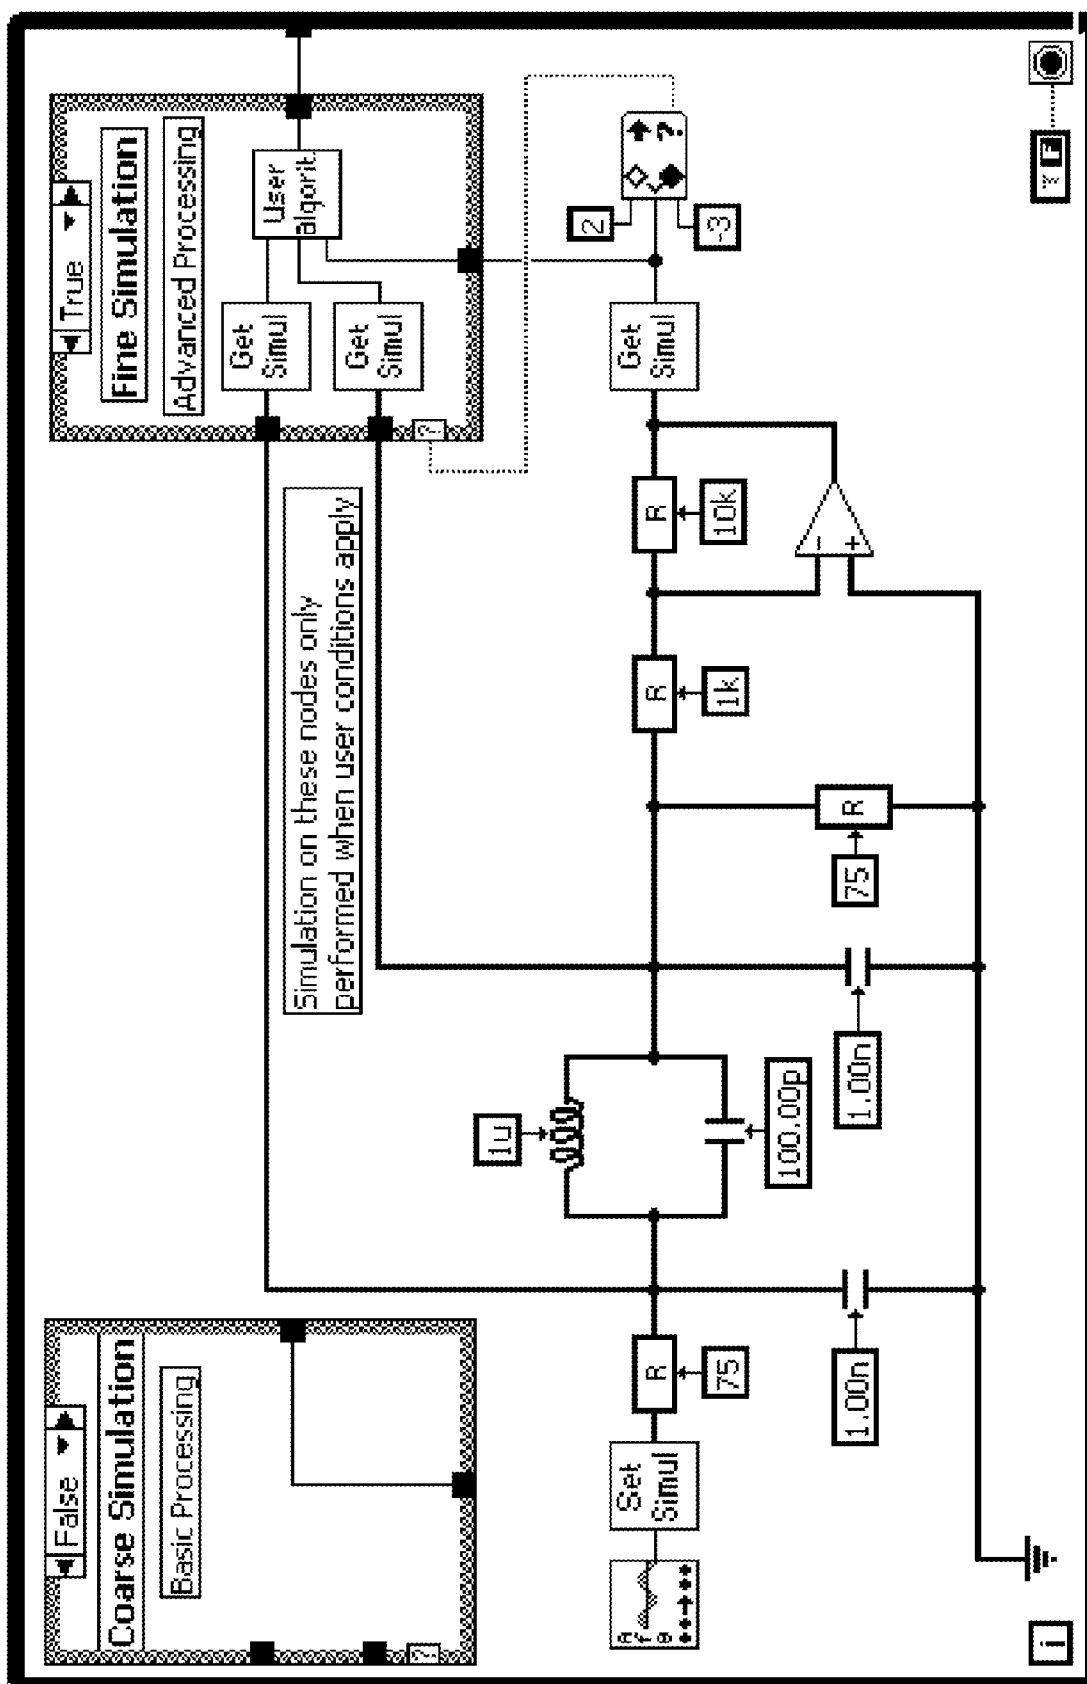 False
Coarse Simulation
Basic Processing
?
True
Fine Simulation
Advanced Processing
Get
Simul
Get
Simul
User
algorit
?
Simulation on these nodes only
performed when user conditions apply
1u
100.00p
Set
Simul
R
75
1.00n
1.00n
R
75
R
1k
R
10k
-
+
Get
Simul
2
-3
?
i